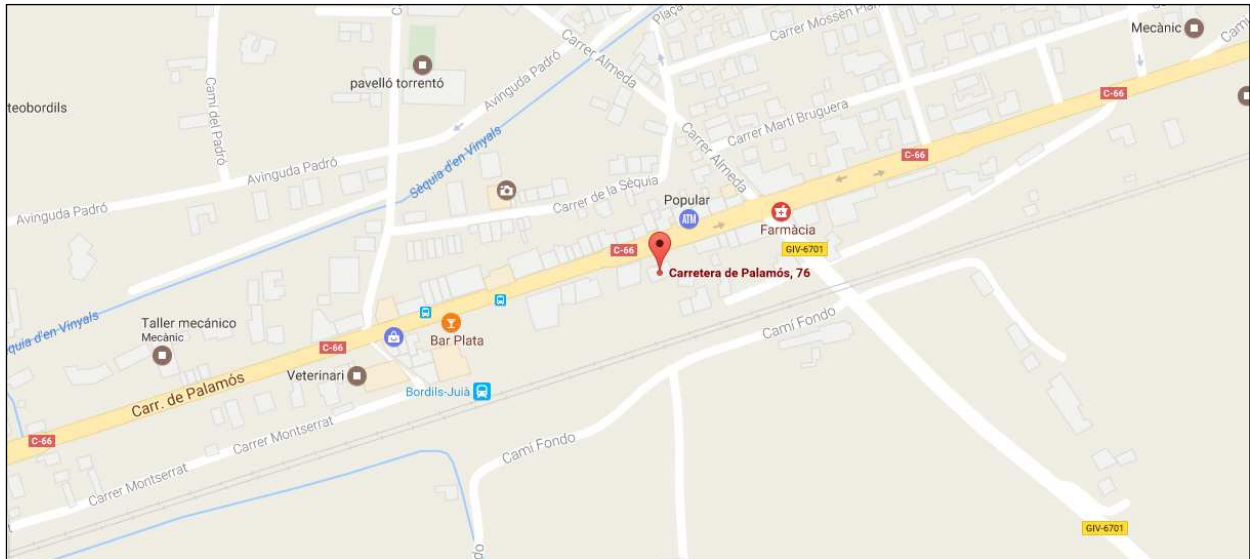 Plaça
Carrer Mossèn
Mecànic
Camí
C-66
pavelló torrentó
Carrer Almeda
Avinguda Padró
teobordils
Camí del Padró
Carrer Martí Bruguera
Carrer Almeda
C-66
Avinguda Padró
Sèquia d'en Vinyals
Avinguda Padró
Carrer de la Sèquia
Popular
ATM
Farmàcia
C-66
GIV-6701
Carretera de Palamós, 76
quia d'en Vinyals
Taller mecánico
Mecànic
Bar Plata
Camí Fondo
C-66
Veterinari
Carr. de Palamós
Bordils-Juià
C-66
Carrer Montserrat
Camí Fondo
Carrer Montserrat
GIV-6701